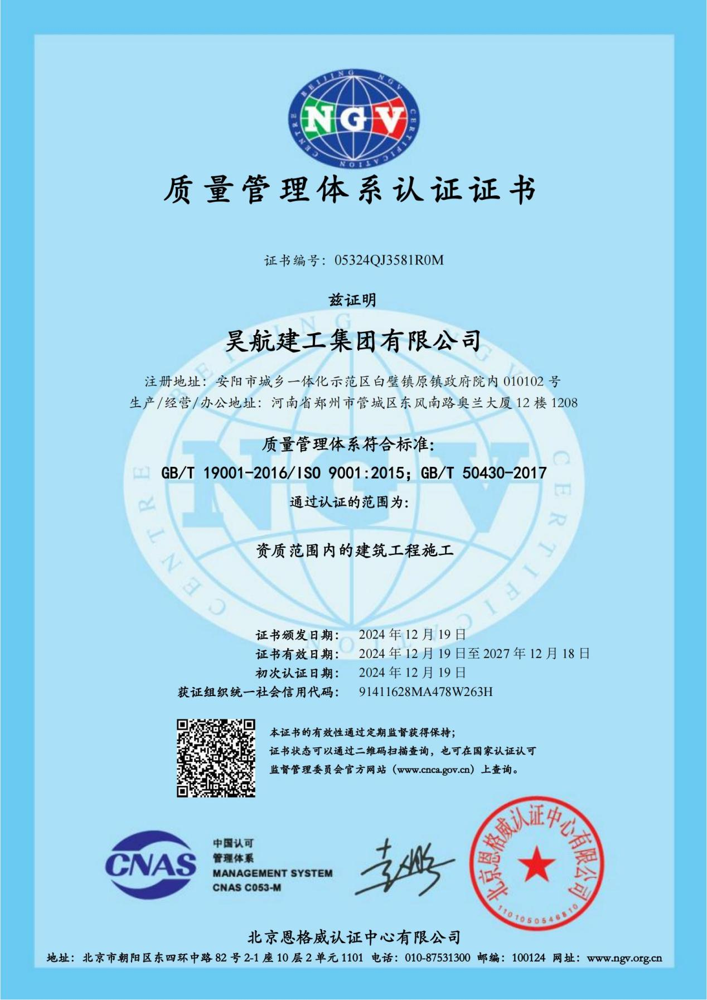 BEIJING NGV CERTIFICATION CENTRE
NGV
质量管理体系认证证书
证书编号：05324QJ3581R0M
兹证明
昊航建工集团有限公司
注册地址：安阳市城乡一体化示范区白璧镇原镇政府院内 010102 号
生产/经营/办公地址：河南省郑州市管城区东风南路奥兰大厦 12 楼 1208
质量管理体系符合标准：
GB/T 19001-2016/ISO 9001:2015；GB/T 50430-2017
通过认证的范围为：
资质范围内的建筑工程施工
证书颁发日期： 2024 年 12 月 19 日
证书有效日期： 2024 年 12 月 19 日至 2027 年 12 月 18 日
初次认证日期： 2024 年 12 月 19 日
获证组织统一社会信用代码： 91411628MA478W263H
本证书的有效性通过定期监督获得保持；
证书状态可以通过二维码扫描查询，也可在国家认证认可
监督管理委员会官方网站（www.cnca.gov.cn）上查询。
CNAS
中国认可
管理体系
MANAGEMENT SYSTEM
CNAS C053-M
北京恩格威认证中心有限公司
1101050546810
北京恩格威认证中心有限公司
地址：北京市朝阳区东四环中路 82 号 2-1 座 10 层 2 单元 1101 电话：010-87531300 邮编：100124 网址：www.ngv.org.cn
BEIJING NGV CERTIFICATION CENTRE
NGV